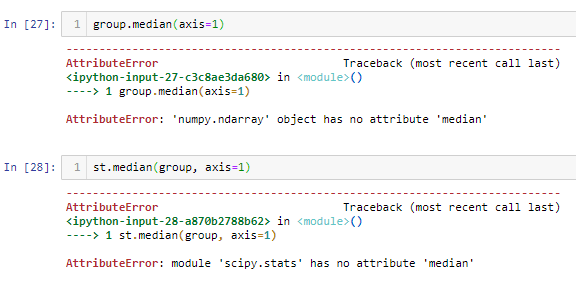 In [27]: 1 group.median(axis=1)
---------------------------------------------------------------------------
AttributeError Traceback (most recent call last)
<ipython-input-27-c3c8ae3da680> in <module>()
----> 1 group.median(axis=1)
AttributeError: 'numpy.ndarray' object has no attribute 'median'
In [28]: 1 st.median(group, axis=1)
---------------------------------------------------------------------------
AttributeError Traceback (most recent call last)
<ipython-input-28-a870b2788b62> in <module>()
----> 1 st.median(group, axis=1)
AttributeError: module 'scipy.stats' has no attribute 'median'